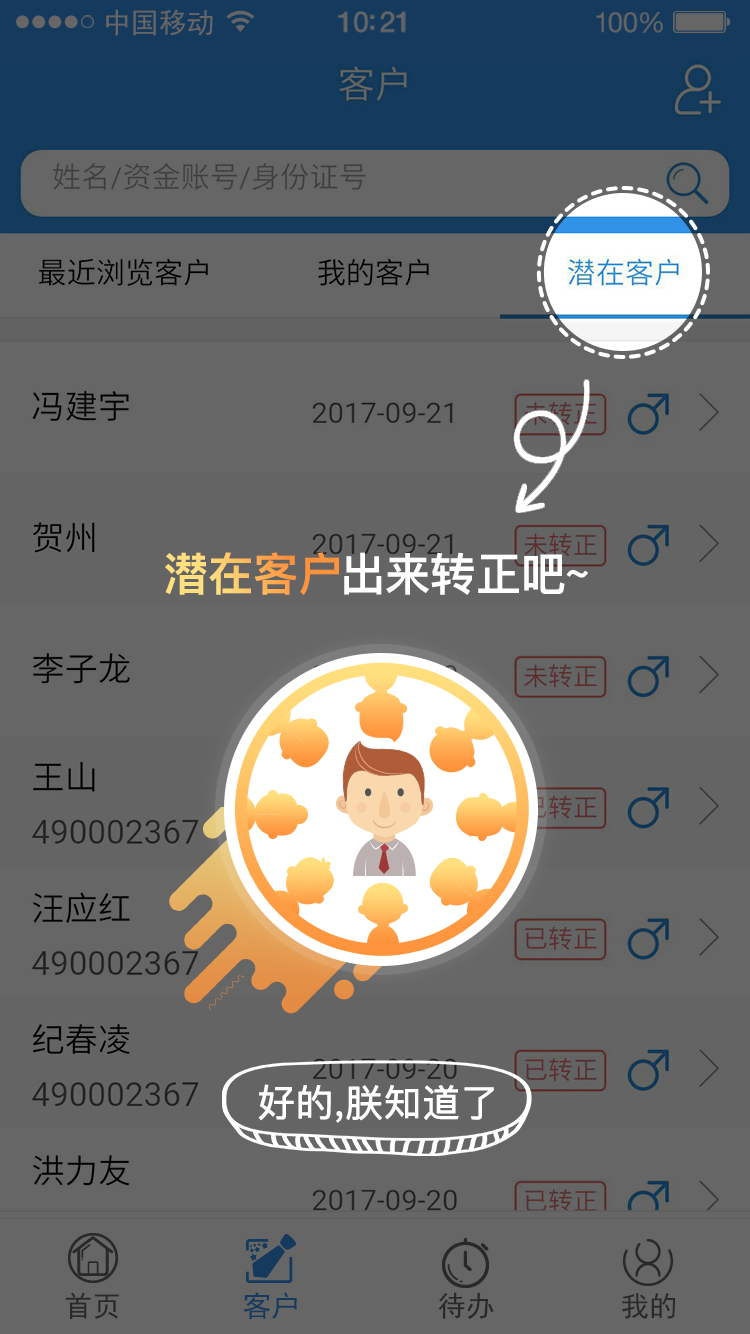 中国移动 10:21 100%
客户
姓名/资金账号/身份证号
最近浏览客户 我的客户 潜在客户
冯建宇 2017-09-21 未转正
贺州 2017-09-21 未转正
潜在客户出来转正吧~
李子龙 未转正
王山 已转正
490002367
汪应红 已转正
490002367
纪春凌 2017-09-20 已转正
490002367
好的,朕知道了
洪力友 2017-09-20 已转正
首页 客户 待办 我的